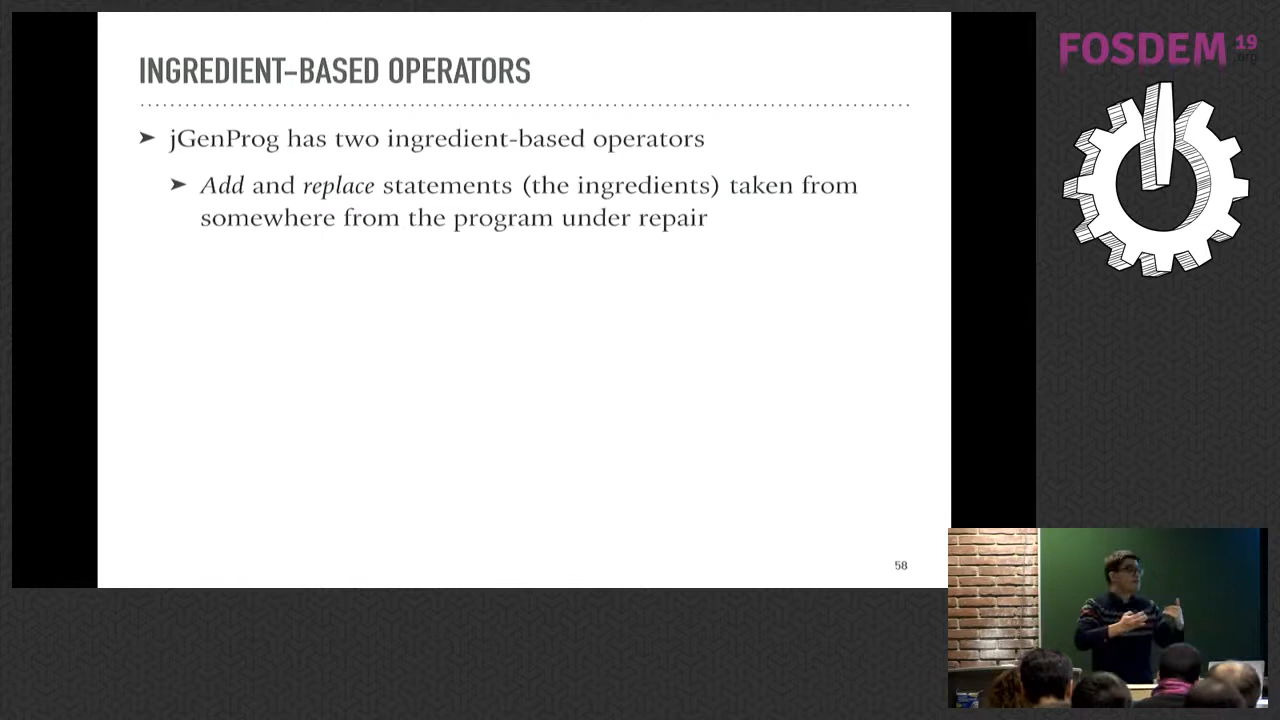 INGREDIENT-BASED OPERATORS
➤ jGenProg has two ingredient-based operators
➤ Add and replace statements (the ingredients) taken from
somewhere from the program under repair
58
FOSDEM 19
.org